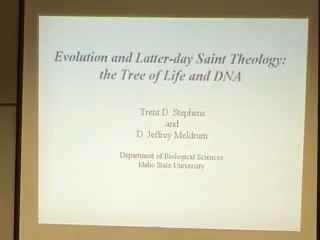 Evolution and Latter-day Saint Theology:
the Tree of Life and DNA
Trent D. Stephens
and
D. Jeffrey Meldrum
Department of Biological Sciences
Idaho State University